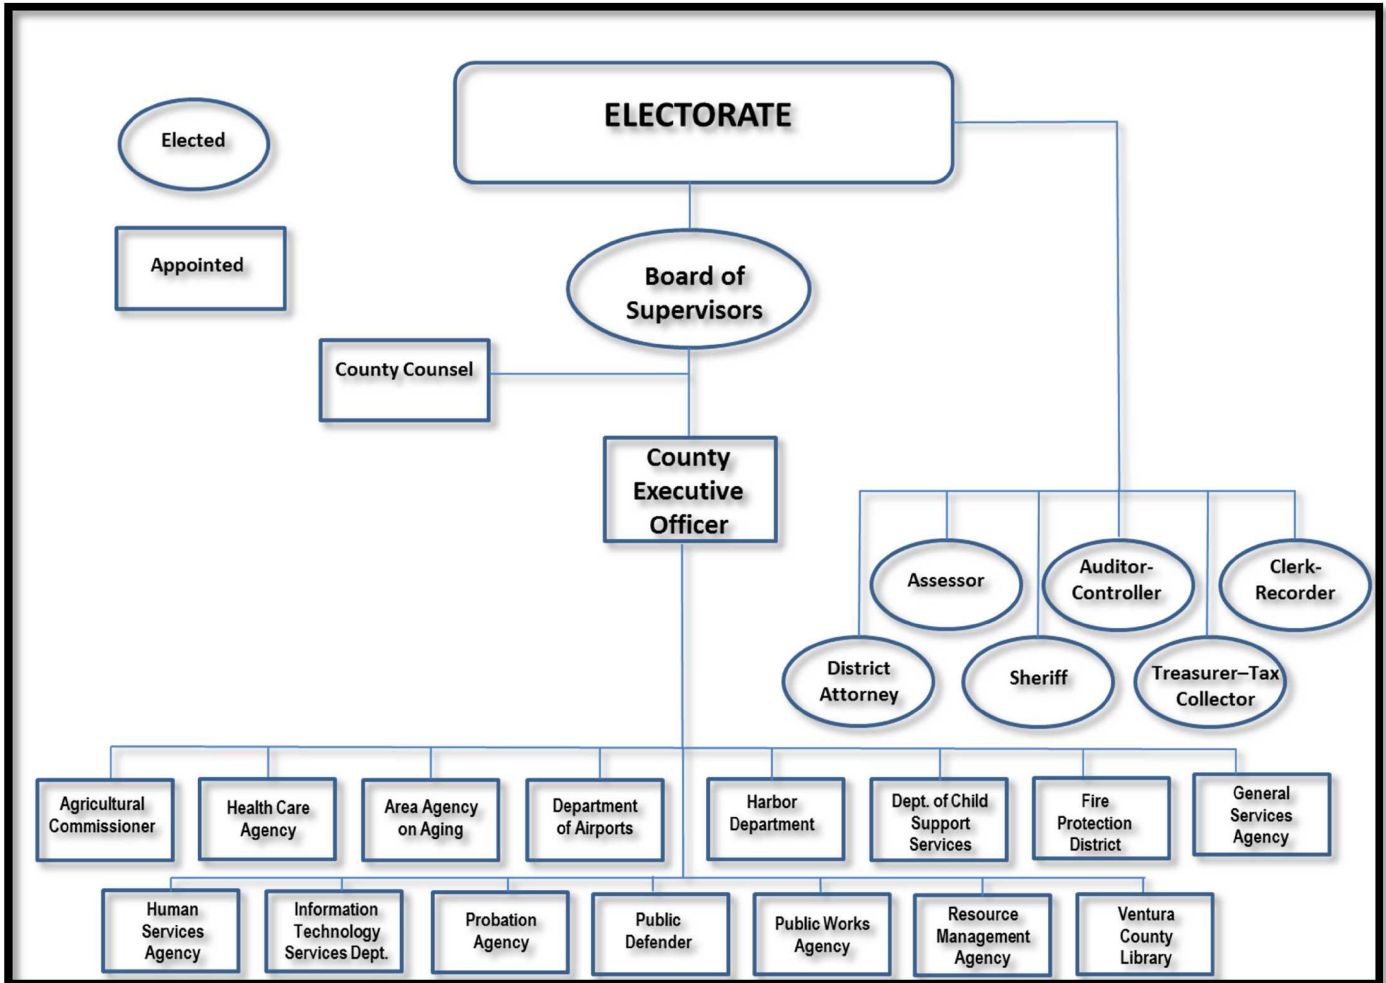 ELECTORATE
Elected
Appointed
Board of
Supervisors
County Counsel
County
Executive
Officer
Assessor
Auditor-
Controller
Clerk-
Recorder
District
Attorney
Sheriff
Treasurer–Tax
Collector
Agricultural
Commissioner
Health Care
Agency
Area Agency
on Aging
Department
of Airports
Harbor
Department
Dept. of Child
Support
Services
Fire
Protection
District
General
Services
Agency
Human
Services
Agency
Information
Technology
Services Dept.
Probation
Agency
Public
Defender
Public Works
Agency
Resource
Management
Agency
Ventura
County
Library